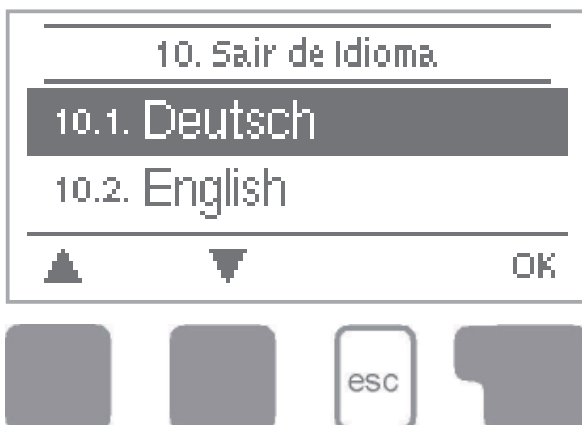 10. Sair de Idioma
10.1. Deutsch
10.2. English
OK
esc